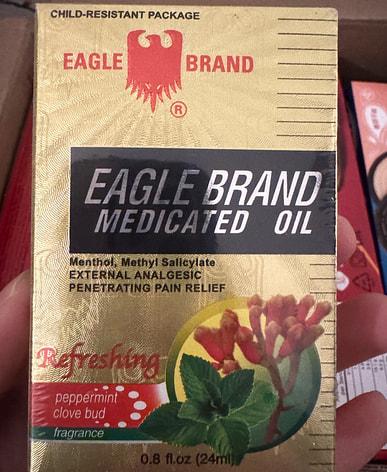 CHILD-RESISTANT PACKAGE
EAGLE BRAND
®
EAGLE BRAND
MEDICATED OIL
Menthol, Methyl Salicylate
EXTERNAL ANALGESIC
PENETRATING PAIN RELIEF
Refreshing
peppermint
clove bud
fragrance
0.8 fl.oz (24ml)